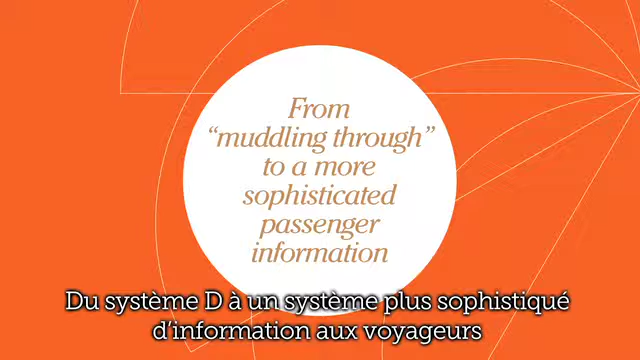 From
“muddling through”
to a more
sophisticated
passenger
information
Du système D à un système plus sophistiqué
d’information aux voyageurs